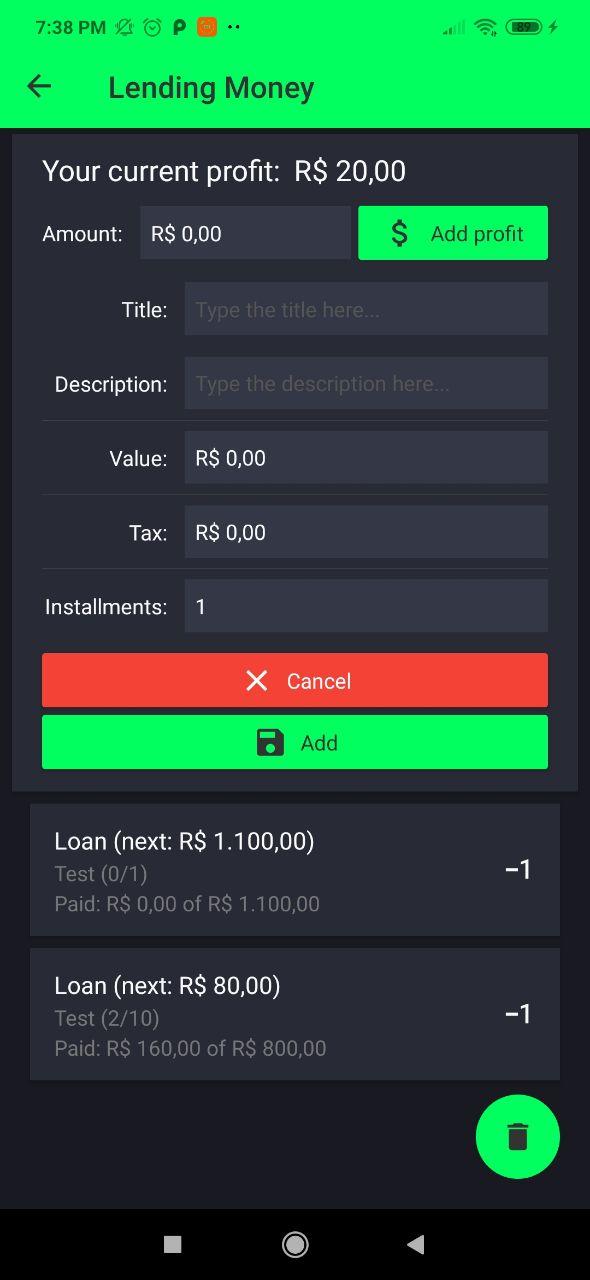 7:38 PM
89
Lending Money
Your current profit: R$ 20,00
Amount: R$ 0,00 $ Add profit
Title: Type the title here...
Description: Type the description here...
Value: R$ 0,00
Tax: R$ 0,00
Installments: 1
Cancel
Add
Loan (next: R$ 1.100,00)
Test (0/1)
Paid: R$ 0,00 of R$ 1.100,00
−1
Loan (next: R$ 80,00)
Test (2/10)
Paid: R$ 160,00 of R$ 800,00
−1